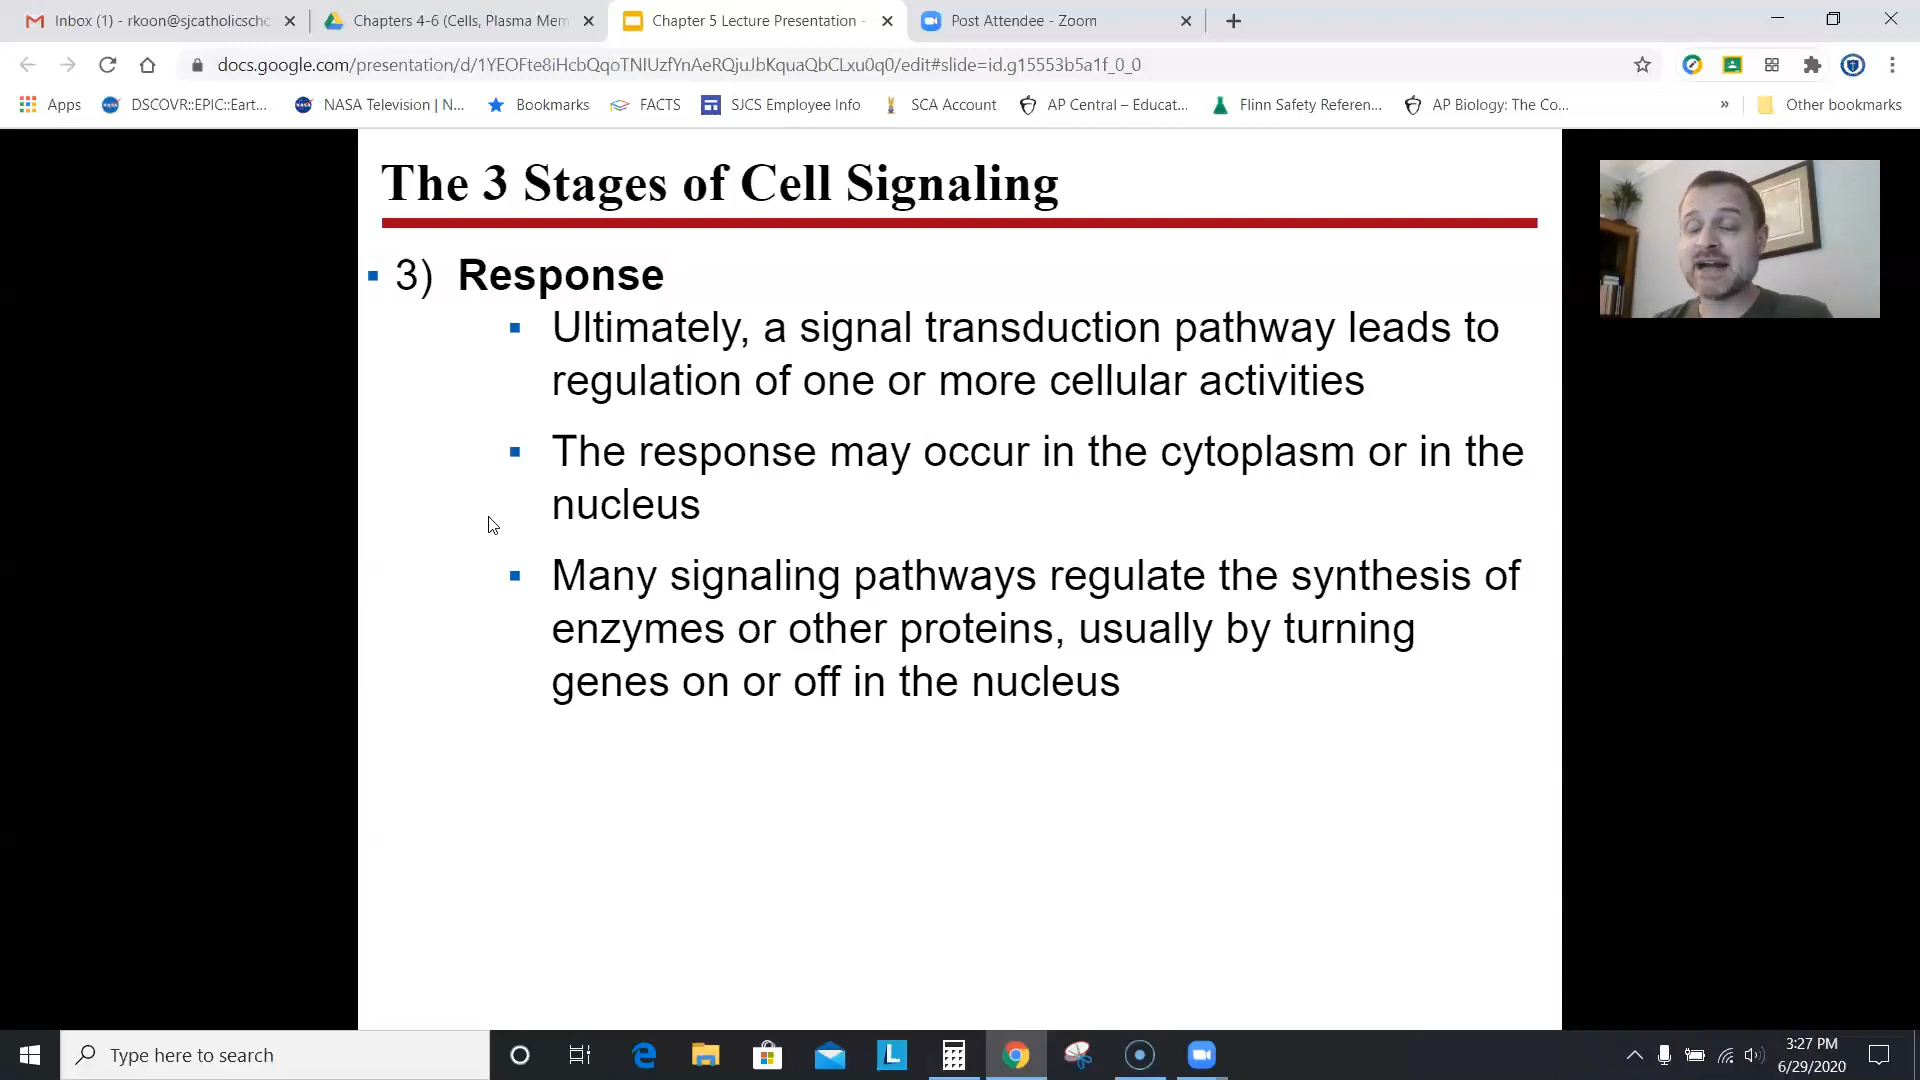 Inbox (1) - rkoon@sjcatholicscho
Chapters 4-6 (Cells, Plasma Mem
Chapter 5 Lecture Presentation -
Post Attendee - Zoom
docs.google.com/presentation/d/1YEOFte8iHcbQqoTNIUzfYnAeRQjuJbKquaQbCLxu0q0/edit#slide=id.g15553b5a1f_0_0
Apps
DSCOVR::EPIC::Eart...
NASA Television | N...
Bookmarks
FACTS
SJCS Employee Info
SCA Account
AP Central – Educat...
Flinn Safety Referen...
AP Biology: The Co...
»
Other bookmarks
The 3 Stages of Cell Signaling
▪ 3) Response
▪ Ultimately, a signal transduction pathway leads to
regulation of one or more cellular activities
▪ The response may occur in the cytoplasm or in the
nucleus
▪ Many signaling pathways regulate the synthesis of
enzymes or other proteins, usually by turning
genes on or off in the nucleus
Type here to search
3:27 PM
6/29/2020